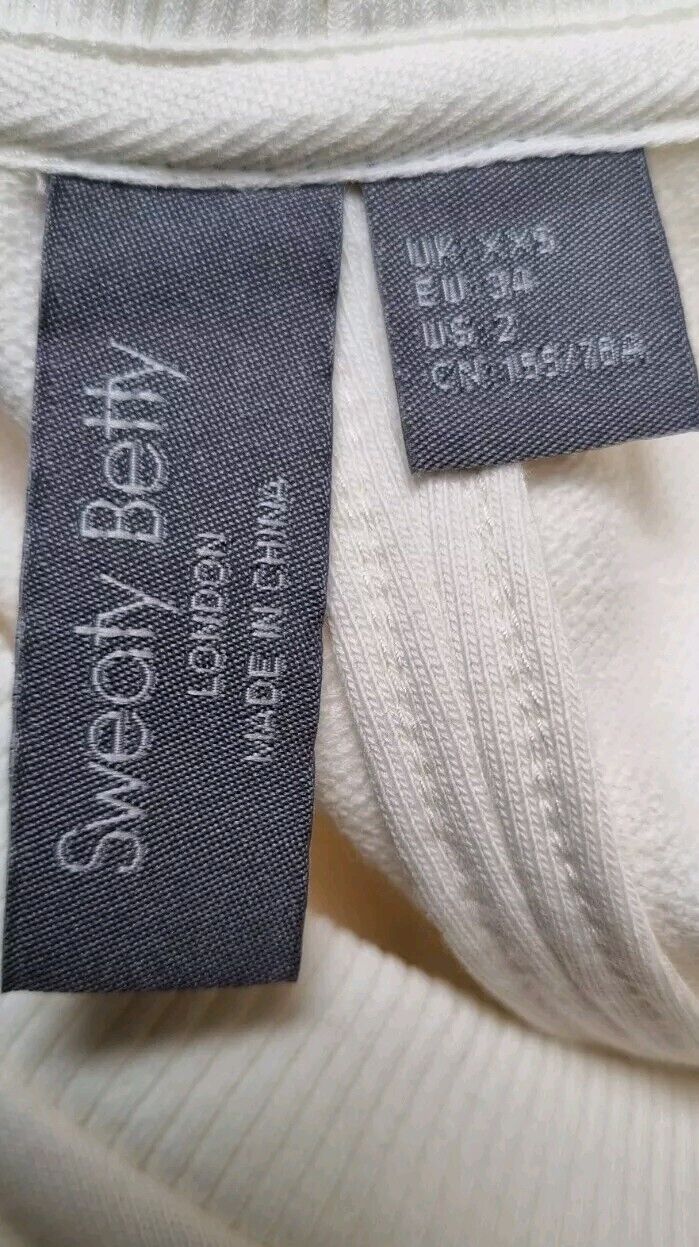 Sweaty Betty
LONDON
MADE IN CHINA
UK: XXS
EU: 34
US: 2
CN: 155/76A